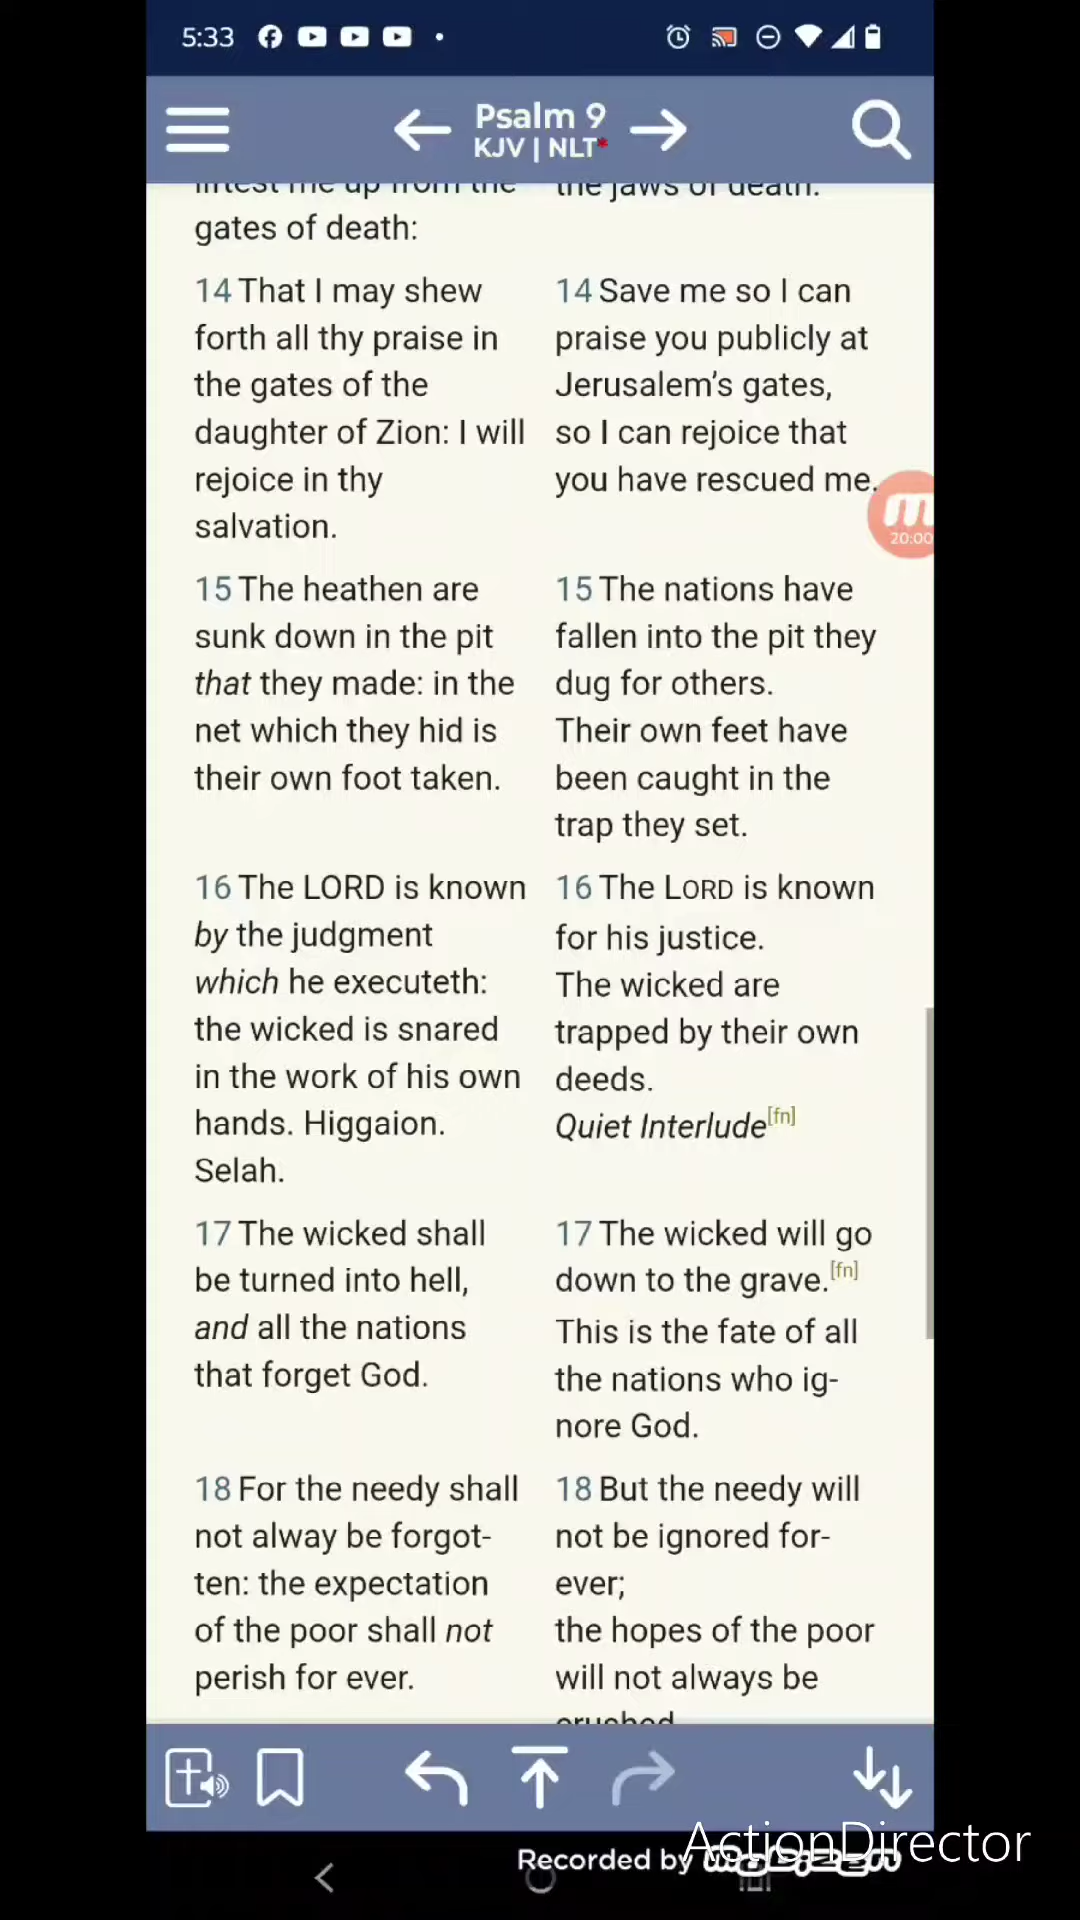 5:33
Psalm 9
KJV | NLT*
liftest me up from the
gates of death:
14 That I may shew
forth all thy praise in
the gates of the
daughter of Zion: I will
rejoice in thy
salvation.
15 The heathen are
sunk down in the pit
that they made: in the
net which they hid is
their own foot taken.
16 The LORD is known
by the judgment
which he executeth:
the wicked is snared
in the work of his own
hands. Higgaion.
Selah.
17 The wicked shall
be turned into hell,
and all the nations
that forget God.
18 For the needy shall
not alway be forgot-
ten: the expectation
of the poor shall not
perish for ever.
the jaws of death.
14 Save me so I can
praise you publicly at
Jerusalem’s gates,
so I can rejoice that
you have rescued me.
15 The nations have
fallen into the pit they
dug for others.
Their own feet have
been caught in the
trap they set.
16 The LORD is known
for his justice.
The wicked are
trapped by their own
deeds.
Quiet Interlude[fn]
17 The wicked will go
down to the grave.[fn]
This is the fate of all
the nations who ig-
nore God.
18 But the needy will
not be ignored for-
ever;
the hopes of the poor
will not always be
crushed
m
20:00
Recorded by mobizen
ActionDirector